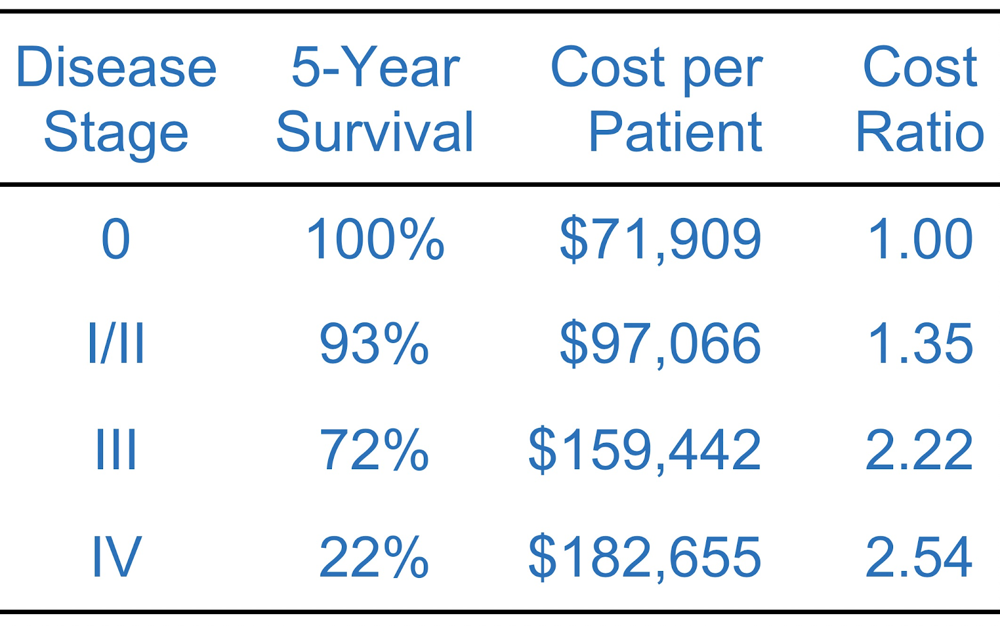 Disease Stage 5-Year Survival Cost per Patient Cost Ratio
0 100% $71,909 1.00
I/II 93% $97,066 1.35
III 72% $159,442 2.22
IV 22% $182,655 2.54